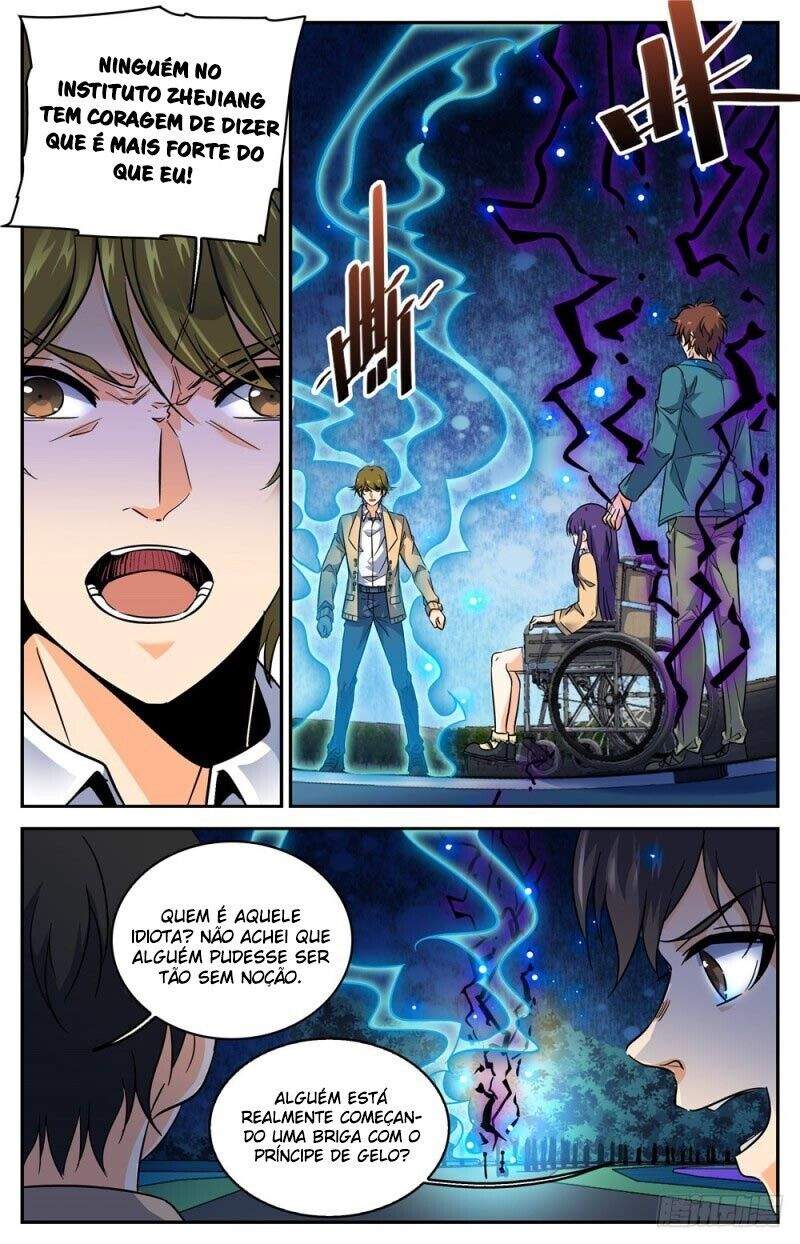 NINGUÉM NO
INSTITUTO ZHEJIANG
TEM CORAGEM DE DIZER
QUE É MAIS FORTE DO
QUE EU!
QUEM É AQUELE
IDIOTA? NÃO ACHEI QUE
ALGUÉM PUDESSE SER
TÃO SEM NOÇÃO.
ALGUÉM ESTÁ
REALMENTE COMEÇAN-
DO UMA BRIGA COM O
PRÍNCIPE DE GELO?